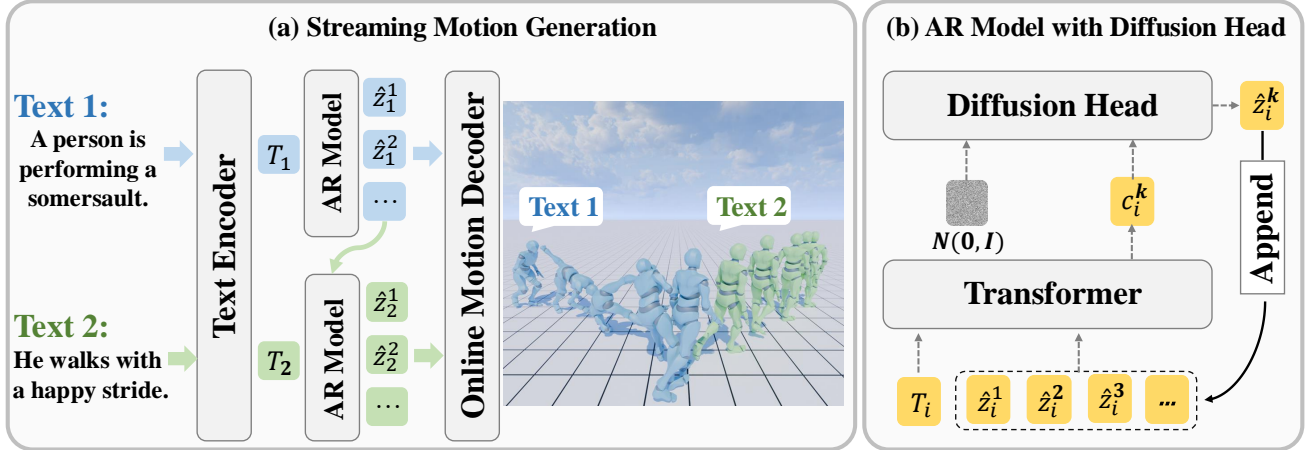 (a) Streaming Motion Generation
Text 1:
A person is
performing a
somersault.
Text 2:
He walks with
a happy stride.
Text Encoder
T₁
AR Model
ẑ₁¹
ẑ₁²
...
T₂
AR Model
ẑ₂¹
ẑ₂²
...
Online Motion Decoder
Text 1
Text 2
(b) AR Model with Diffusion Head
Diffusion Head
ẑᵢᵏ
N(0, I)
cᵢᵏ
Append
Transformer
Tᵢ
ẑᵢ¹
ẑᵢ²
ẑᵢ³
...